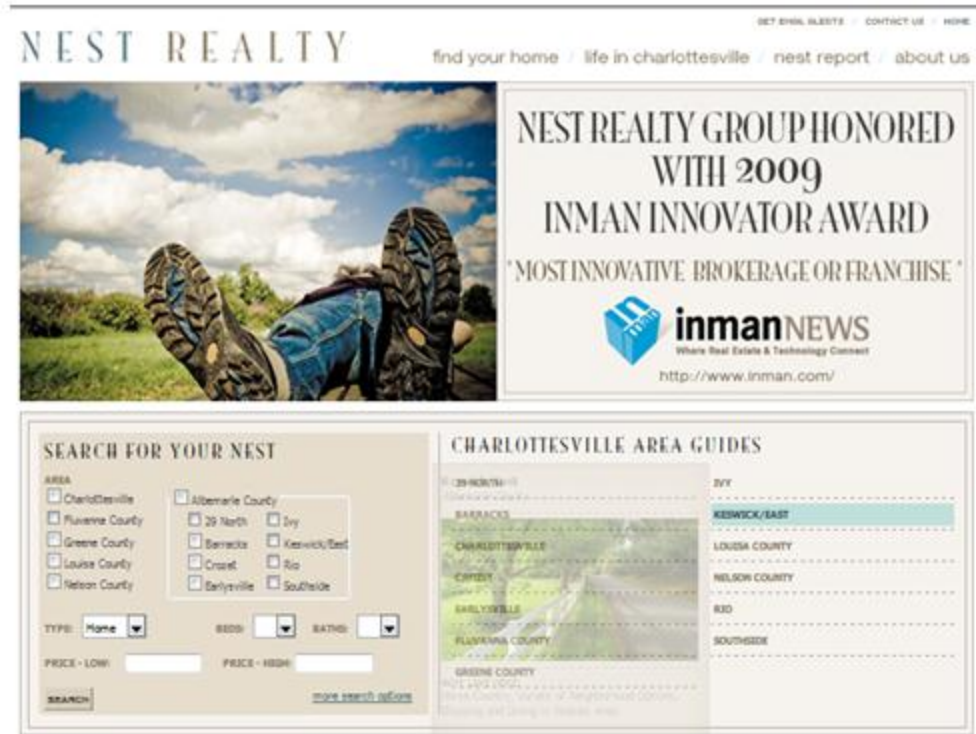 GET EMAIL ALERTS / CONTACT US / HOME
NEST REALTY
find your home / life in charlottesville / nest report / about us
NEST REALTY GROUP HONORED
WITH 2009
INMAN INNOVATOR AWARD
"MOST INNOVATIVE BROKERAGE OR FRANCHISE"
inman
inmanNEWS
Where Real Estate & Technology Connect
http://www.inman.com/
SEARCH FOR YOUR NEST
AREA
Charlottesville
Fluvanna County
Greene County
Louisa County
Nelson County
Albemarle County
29 North
Ivy
Barracks
Keswick/East
Crozet
Rio
Earlysville
Southside
TYPE: Home
BEDS:
BATHS:
PRICE - LOW:
PRICE - HIGH:
SEARCH
more search options
CHARLOTTESVILLE AREA GUIDES
29 NORTH
BARRACKS
CHARLOTTESVILLE
CROZET
EARLYSVILLE
FLUVANNA COUNTY
GREENE COUNTY
IVY
KESWICK/EAST
LOUISA COUNTY
NELSON COUNTY
RIO
SOUTHSIDE